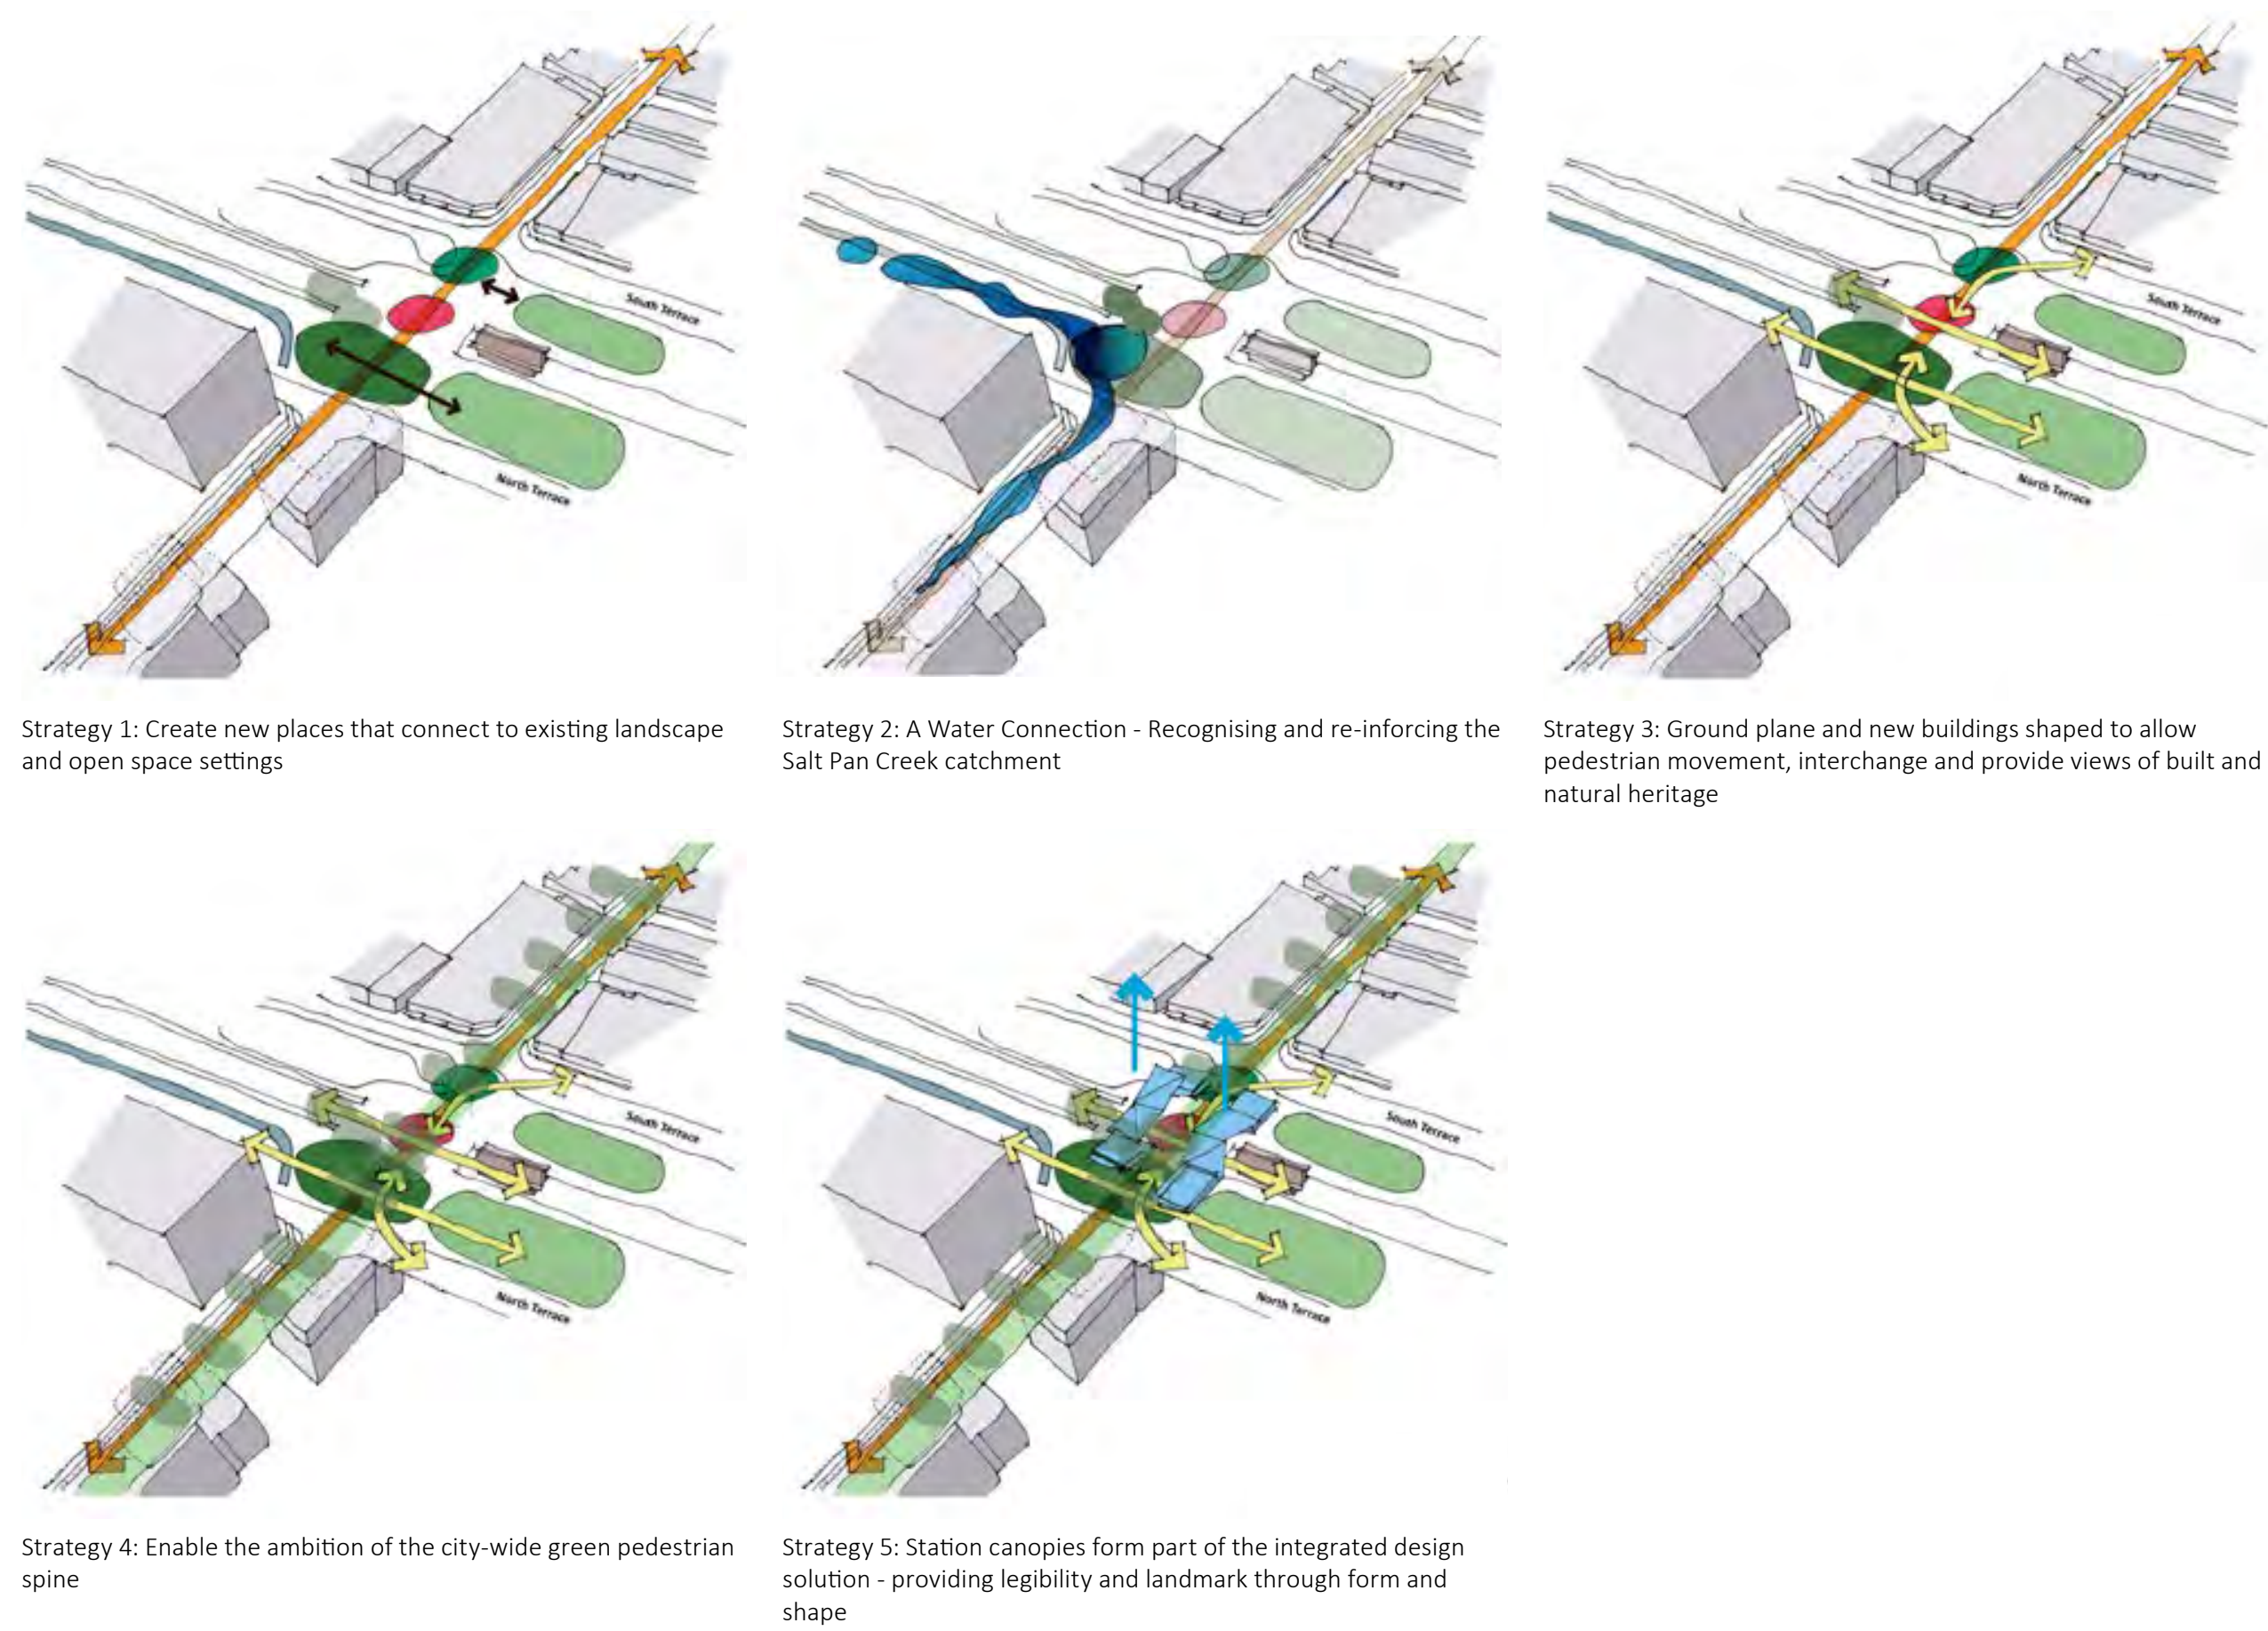 South Terrace
North Terrace
South Terrace
North Terrace
Strategy 1: Create new places that connect to existing landscape
and open space settings
Strategy 2: A Water Connection - Recognising and re-inforcing the
Salt Pan Creek catchment
Strategy 3: Ground plane and new buildings shaped to allow
pedestrian movement, interchange and provide views of built and
natural heritage
South Terrace
North Terrace
South Terrace
North Terrace
Strategy 4: Enable the ambition of the city-wide green pedestrian
spine
Strategy 5: Station canopies form part of the integrated design
solution - providing legibility and landmark through form and
shape